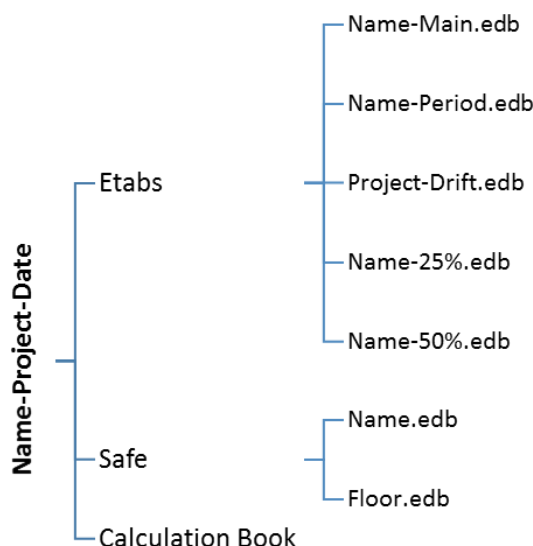 Name-Project-Date
Etabs
Name-Main.edb
Name-Period.edb
Project-Drift.edb
Name-25%.edb
Name-50%.edb
Safe
Name.edb
Floor.edb
Calculation Book